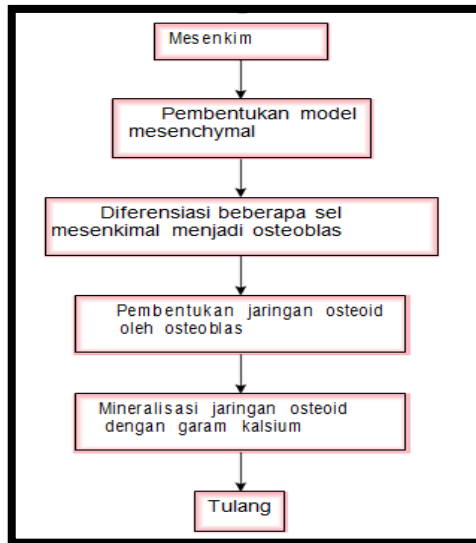 Mesenkim
Pembentukan model
mesenchymal
Diferensiasi beberapa sel
mesenkimal menjadi osteoblas
Pembentukan jaringan osteoid
oleh osteoblas
Mineralisasi jaringan osteoid
dengan garam kalsium
Tulang